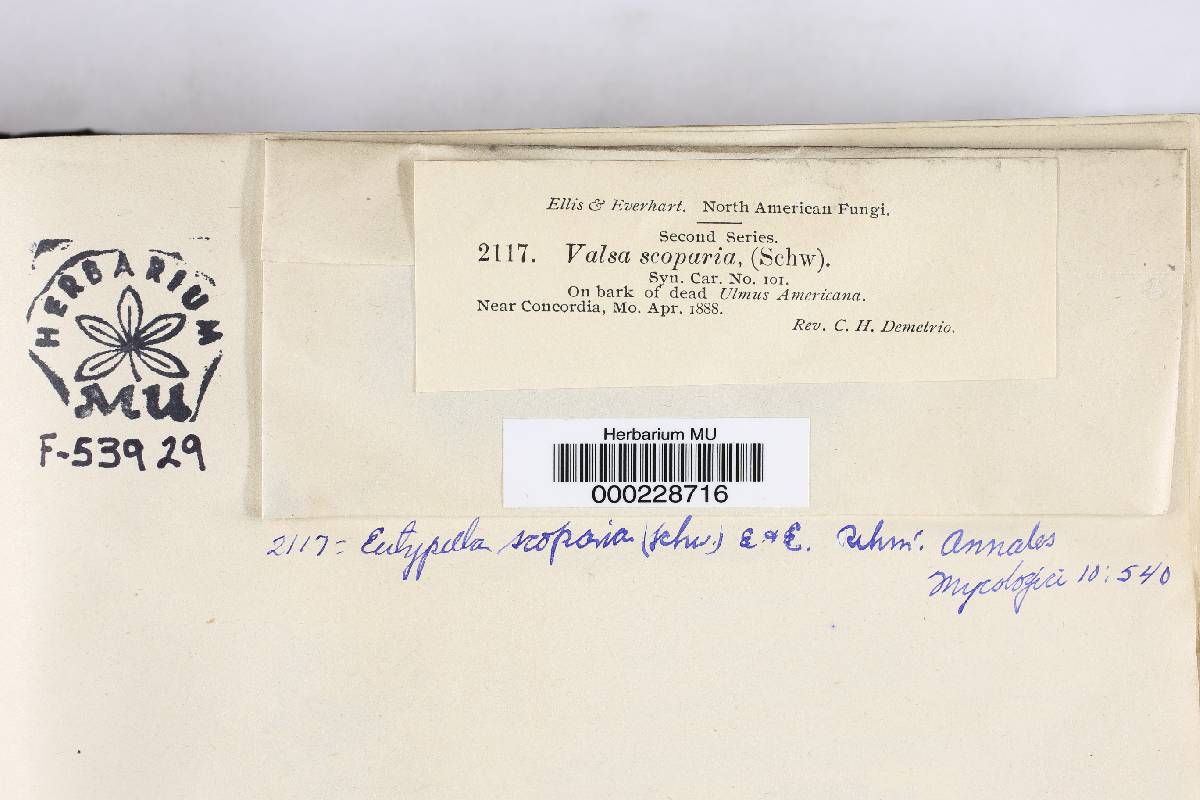 Ellis & Everhart. North American Fungi.
Second Series.
2117. Valsa scoparia, (Schw).
Syn. Car. No. 101.
On bark of dead Ulmus Americana.
Near Concordia, Mo. Apr. 1888.
Rev. C. H. Demetrio.
HERBARIUM
MU
F-53929
Herbarium MU
000228716
2117 = Eutypella scoparia (Schw.) E & E. Rehm. Annales
Mycologici 10: 540